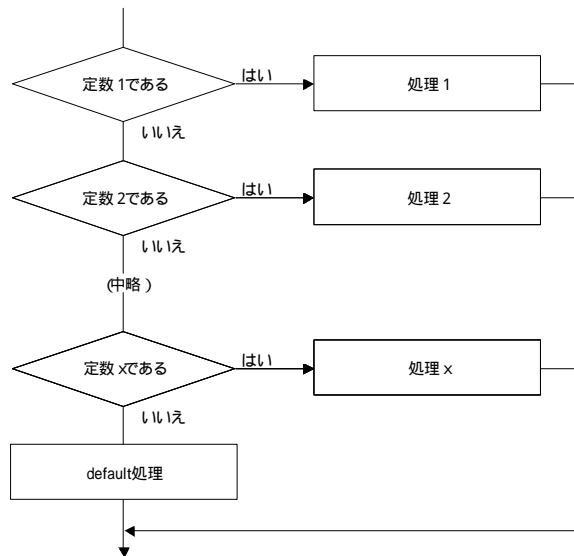 定数1である
はい
処理1
いいえ
定数2である
はい
処理2
いいえ
(中略)
定数xである
はい
処理x
いいえ
default処理